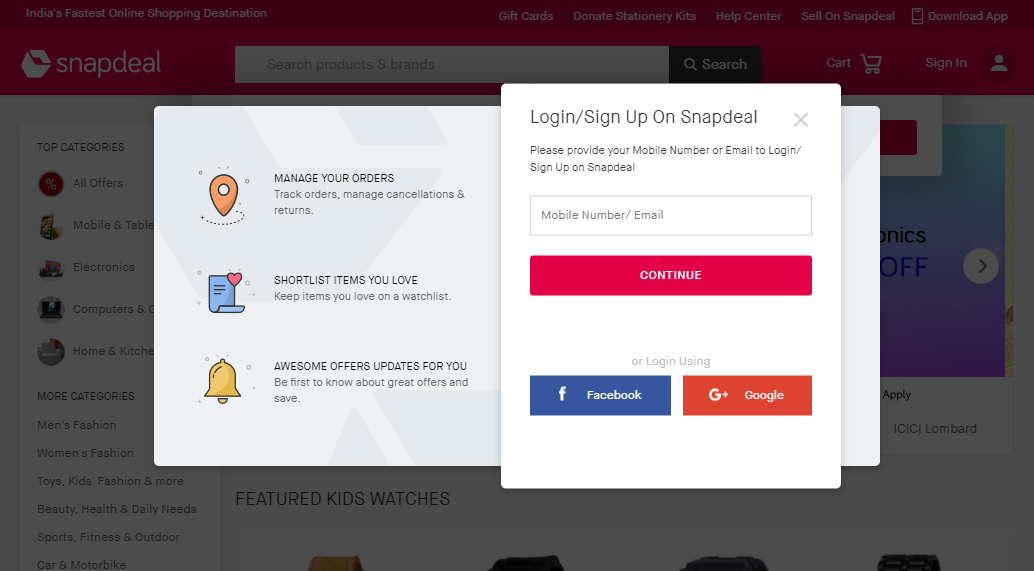 India's Fastest Online Shopping Destination
Gift Cards
Donate Stationery Kits
Help Center
Sell On Snapdeal
Download App
snapdeal
Search products & brands
Search
Cart
Sign In
TOP CATEGORIES
All Offers
Mobile & Table
Electronics
Computers & G
Home & Kitche
MORE CATEGORIES
Men's Fashion
Women's Fashion
Toys, Kids' Fashion & more
Beauty, Health & Daily Needs
Sports, Fitness & Outdoor
Car & Motorbike
MANAGE YOUR ORDERS
Track orders, manage cancellations &
returns.
SHORTLIST ITEMS YOU LOVE
Keep items you love on a watchlist.
AWESOME OFFERS UPDATES FOR YOU
Be first to know about great offers and
save.
Login/Sign Up On Snapdeal
Please provide your Mobile Number or Email to Login/
Sign Up on Snapdeal
Mobile Number/ Email
CONTINUE
or Login Using
Facebook
G+ Google
onics
OFF
Apply
ICICI Lombard
FEATURED KIDS WATCHES